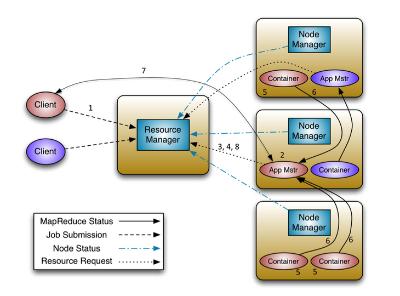 Node
Manager
7
Container
App Mstr
5
6
Client
1
Resource
Manager
Node
Manager
3, 4, 8
2
Client
App Mstr
Container
Node
Manager
MapReduce Status
Job Submission
Node Status
Resource Request
6
6
Container
Container
5
5